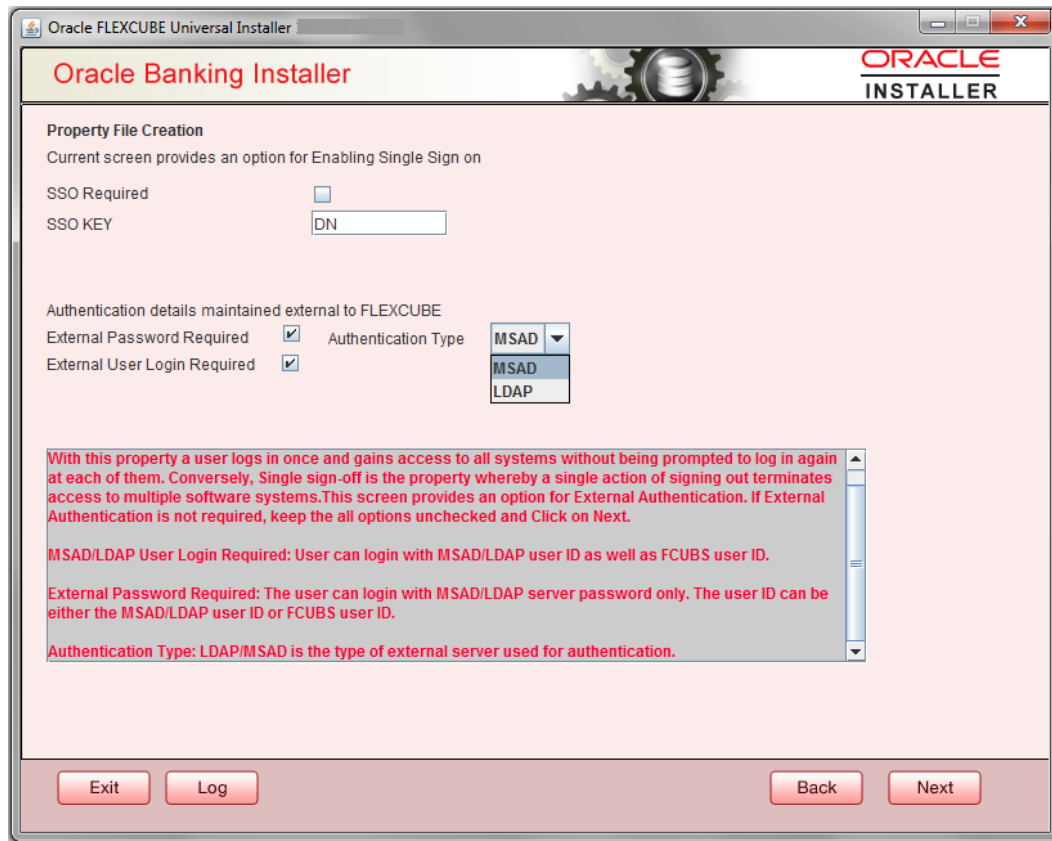 Oracle FLEXCUBE Universal Installer
Oracle Banking Installer
ORACLE
INSTALLER
Property File Creation
Current screen provides an option for Enabling Single Sign on
SSO Required
SSO KEY DN
Authentication details maintained external to FLEXCUBE
External Password Required Authentication Type MSAD
External User Login Required MSAD
LDAP
With this property a user logs in once and gains access to all systems without being prompted to log in again
at each of them. Conversely, Single sign-off is the property whereby a single action of signing out terminates
access to multiple software systems.This screen provides an option for External Authentication. If External
Authentication is not required, keep the all options unchecked and Click on Next.
MSAD/LDAP User Login Required: User can login with MSAD/LDAP user ID as well as FCUBS user ID.
External Password Required: The user can login with MSAD/LDAP server password only. The user ID can be
either the MSAD/LDAP user ID or FCUBS user ID.
Authentication Type: LDAP/MSAD is the type of external server used for authentication.
Exit Log Back Next